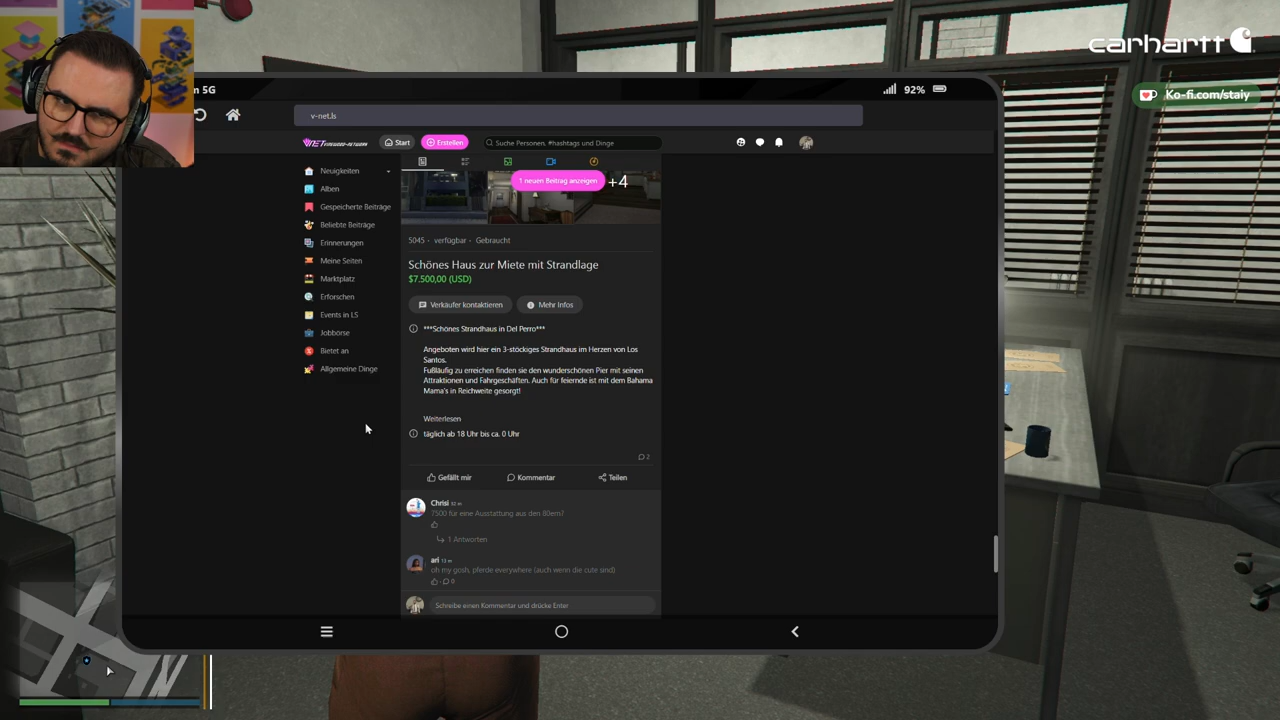 carhartt
Ko-fi.com/staiy
5G
92%
v-net.ls
Start
Erstellen
Suche Personen, #hashtags und Dinge
Neuigkeiten
Alben
Gespeicherte Beiträge
Beliebte Beiträge
Erinnerungen
Meine Seiten
Marktplatz
Erforschen
Events in LS
Jobbörse
Bietet an
Allgemeine Dinge
1 neuen Beitrag anzeigen
+4
5045 · verfügbar · Gebraucht
Schönes Haus zur Miete mit Strandlage
$7.500,00 (USD)
Verkäufer kontaktieren
Mehr Infos
***Schönes Strandhaus in Del Perro***
Angeboten wird hier ein 3-stöckiges Strandhaus im Herzen von Los
Santos.
Fußläufig zu erreichen finden sie den wunderschönen Pier mit seinen
Attraktionen und Fahrgeschäften. Auch für feiernde ist mit dem Bahama
Mama's in Reichweite gesorgt!
Weiterlesen
täglich ab 18 Uhr bis ca. 0 Uhr
2
Gefällt mir
Kommentar
Teilen
Chrisi 52 m
7500 für eine Ausstattung aus den 80ern?
1 Antworten
ari 13 m
oh my gosh, pferde everywhere (auch wenn die cute sind)
0
Schreibe einen Kommentar und drücke Enter